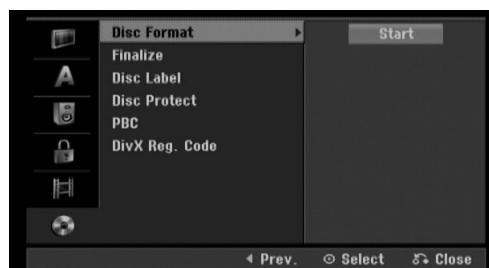 Disc Format Start
Finalize
Disc Label
Disc Protect
PBC
DivX Reg. Code
A
Prev. Select Close